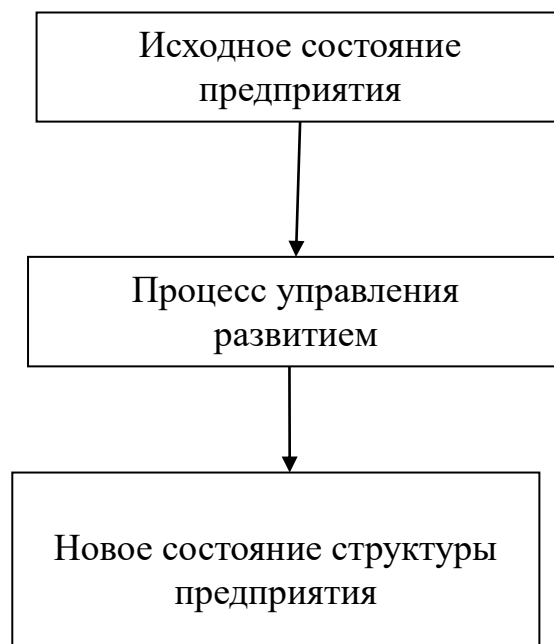 Исходное состояние
предприятия
Процесс управления
развитием
Новое состояние структуры
предприятия